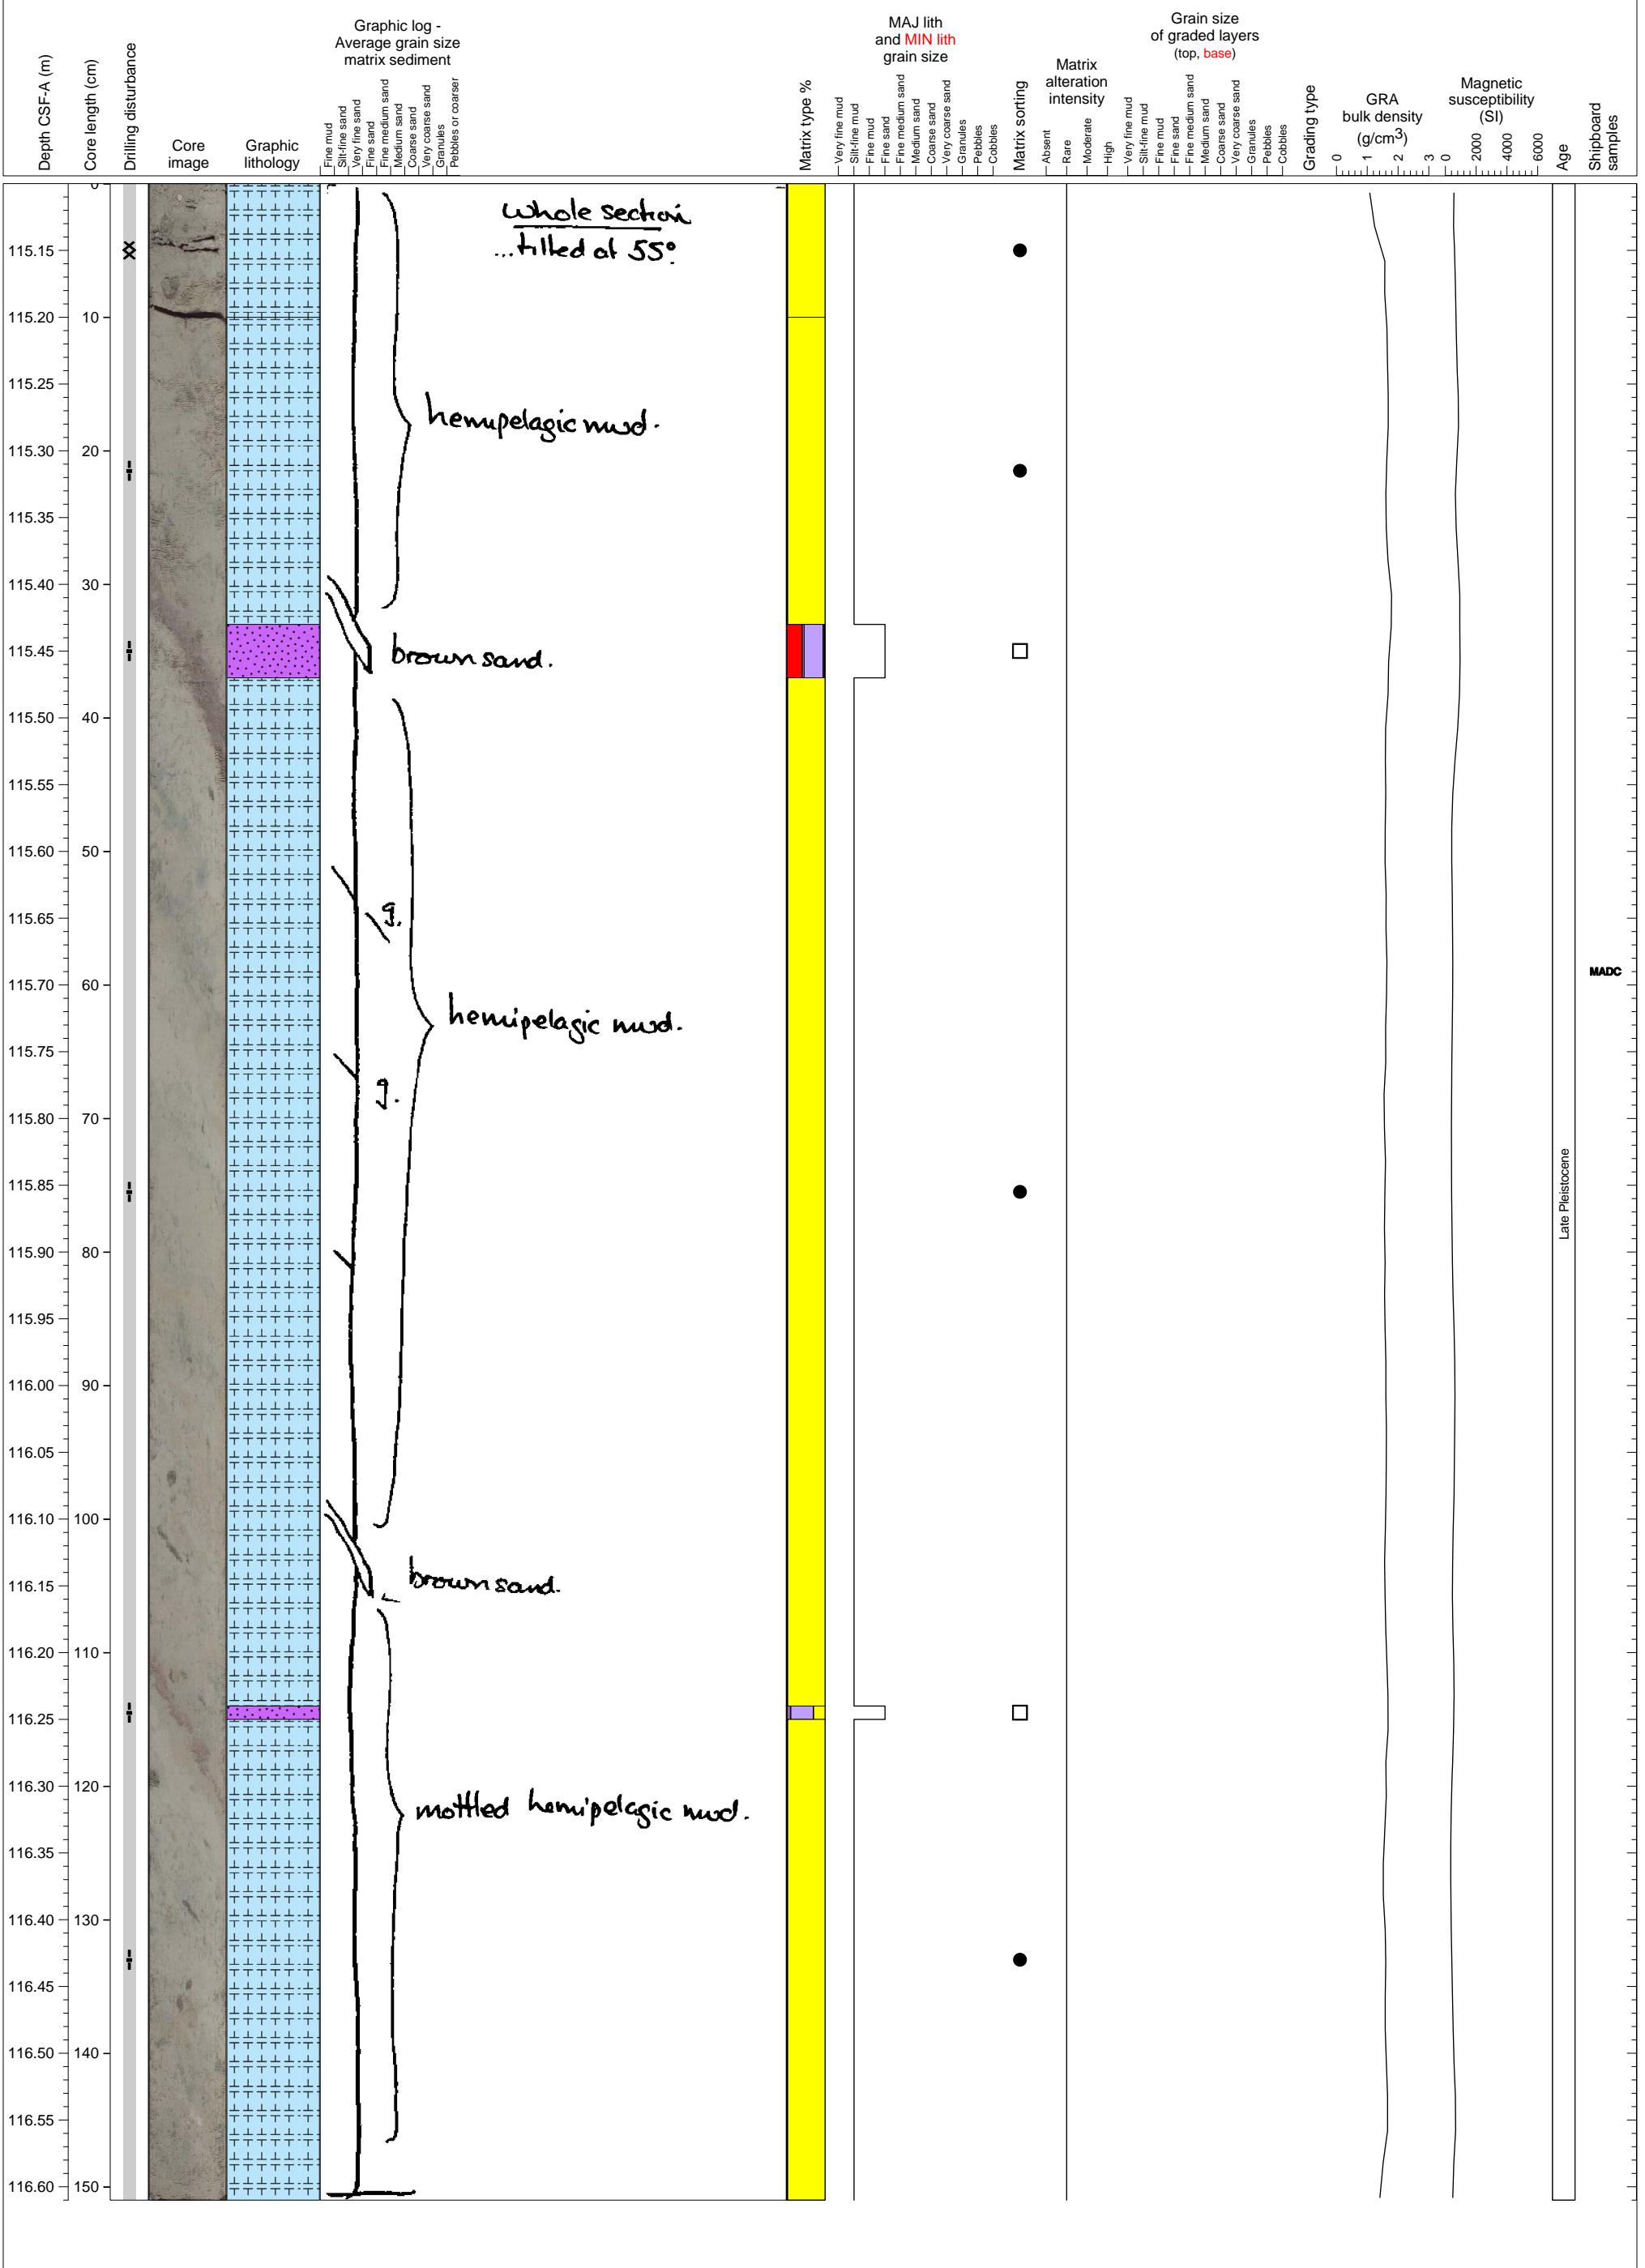 Depth CSF-A (m)
Core length (cm)
Drilling disturbance
Core
image
Graphic
lithology
Graphic log -
Average grain size
matrix sediment
Fine mud
Silt-fine sand
Very fine sand
Fine sand
Fine medium sand
Medium sand
Coarse sand
Very coarse sand
Granules
Pebbles or coarser
Matrix type %
MAJ lith
and MIN lith
grain size
Very fine mud
Silt-fine mud
Fine mud
Fine sand
Fine medium sand
Medium sand
Coarse sand
Very coarse sand
Granules
Pebbles
Cobbles
Matrix sorting
Matrix
alteration
intensity
Absent
Rare
Moderate
High
Grain size
of graded layers
(top, base)
Very fine mud
Silt-fine mud
Fine mud
Fine sand
Fine medium sand
Medium sand
Coarse sand
Very coarse sand
Granules
Pebbles
Cobbles
Grading type
GRA
bulk density
(g/cm3)
0 1 2 3
Magnetic
susceptibility
(SI)
0 2000 4000 6000
Age
Shipboard
samples
0
whole section
...tilted at 55°.
115.15
115.20 10
115.25
hemipelagic mud.
115.30 20
115.35
115.40 30
115.45
brown sand.
115.50 40
115.55
115.60 50
115.65
g.
115.70 60
MADC
hemipelagic mud.
115.75
g.
115.80 70
115.85
Late Pleistocene
115.90 80
115.95
116.00 90
116.05
116.10 100
116.15
brown sand.
116.20 110
116.25
116.30 120
mottled hemipelagic mud.
116.35
116.40 130
116.45
116.50 140
116.55
116.60 150